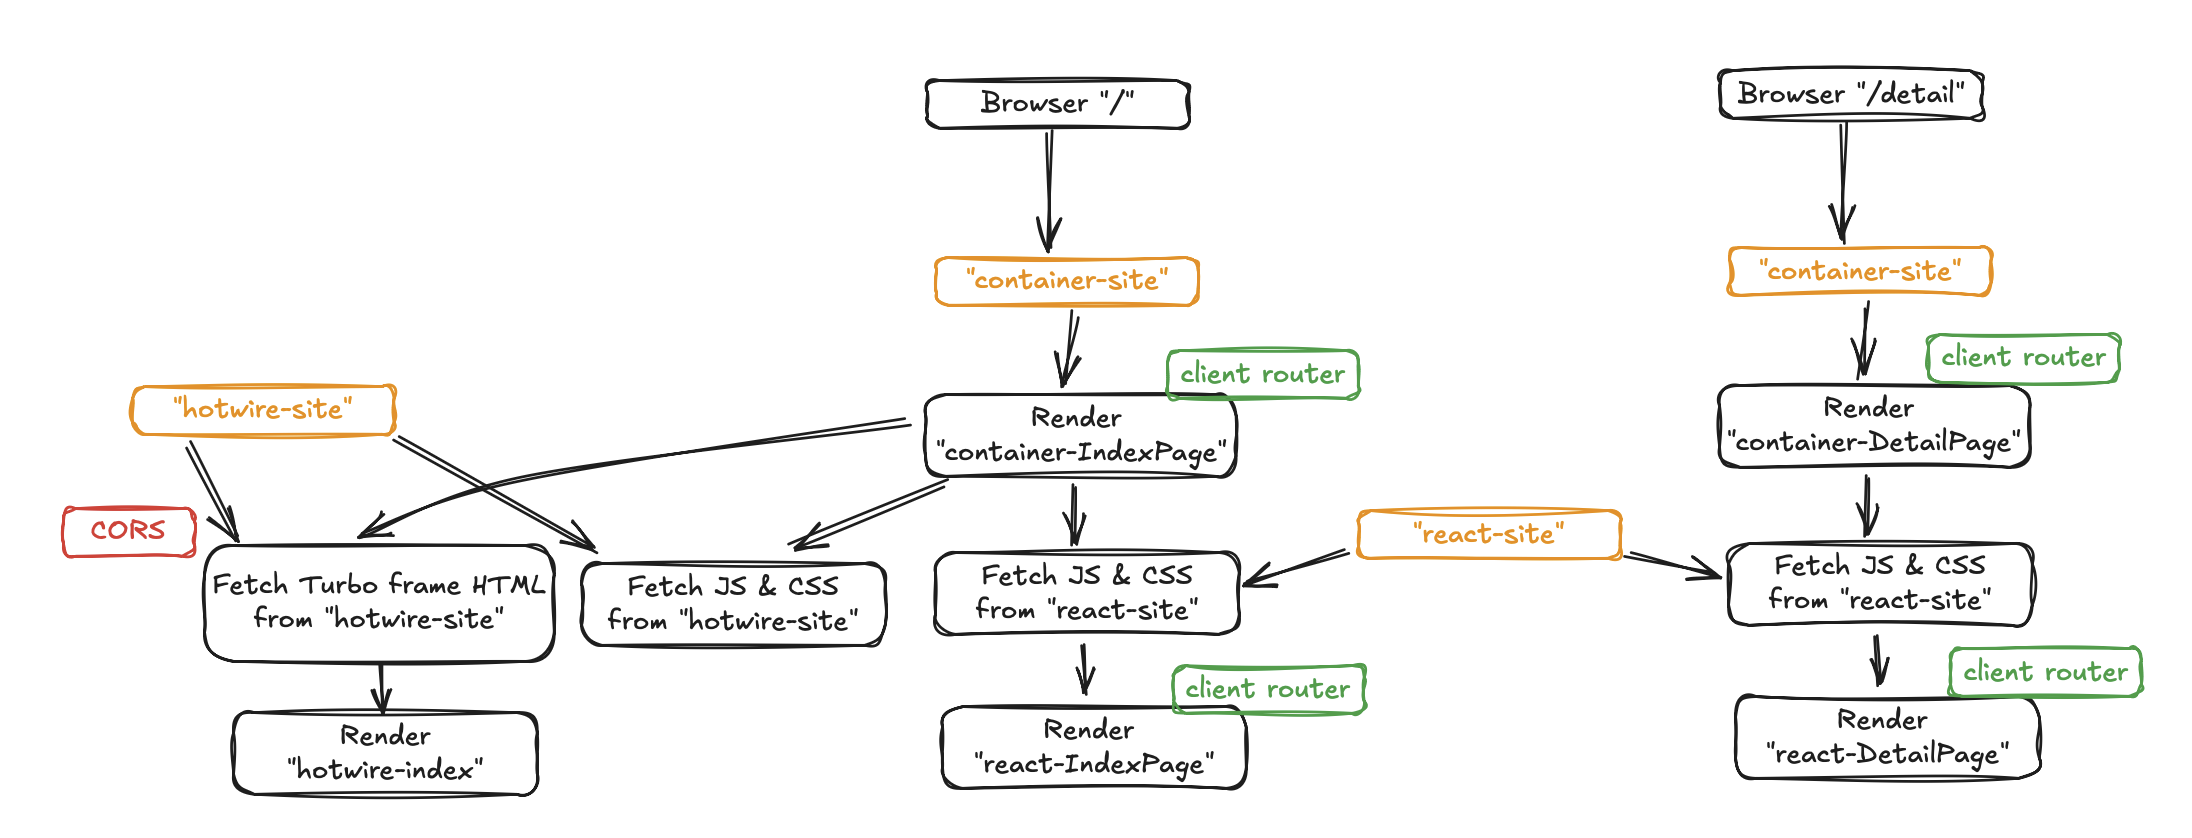 Browser "/"
Browser "/detail"
"container-site"
"container-site"
client router
client router
"hotwire-site"
Render
"container-IndexPage"
Render
"container-DetailPage"
CORS
"react-site"
Fetch Turbo frame HTML
from "hotwire-site"
Fetch JS & CSS
from "hotwire-site"
Fetch JS & CSS
from "react-site"
Fetch JS & CSS
from "react-site"
client router
client router
Render
"hotwire-index"
Render
"react-IndexPage"
Render
"react-DetailPage"